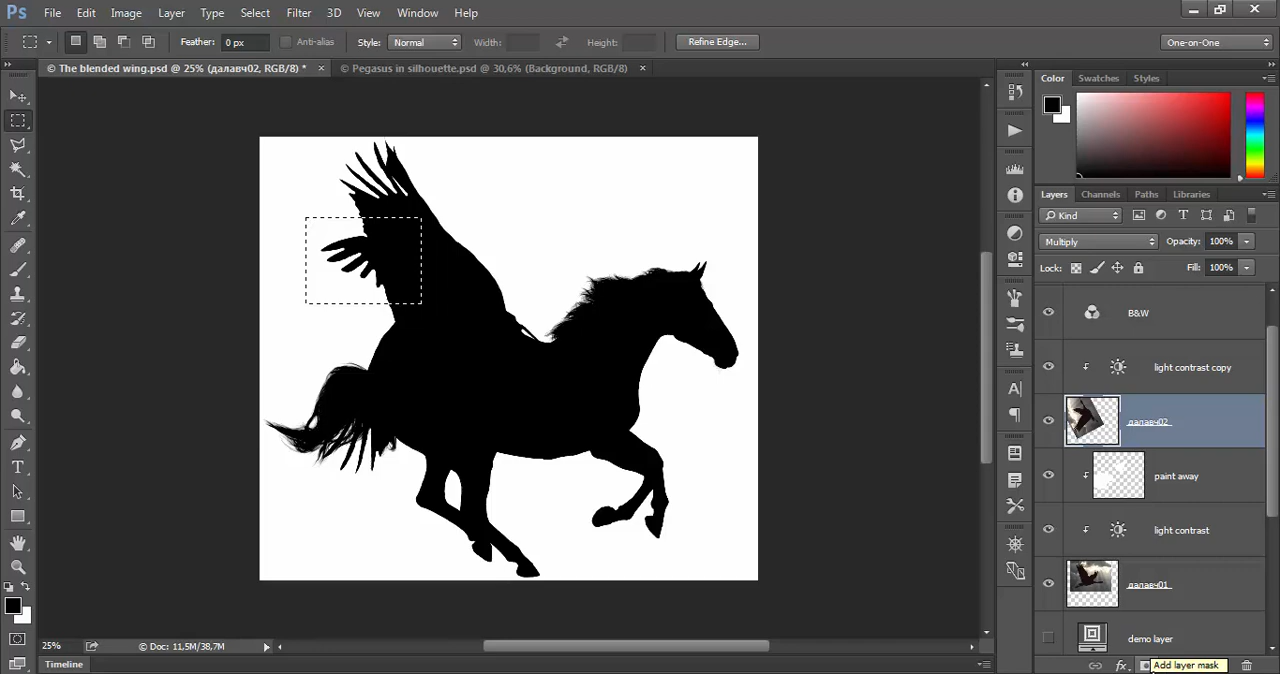 Ps File Edit Image Layer Type Select Filter 3D View Window Help
Feather: 0 px Anti-alias Style: Normal Width: Height: Refine Edge... One-on-One
© The blended wing.psd @ 25% (далавч02, RGB/8) * × © Pegasus in silhouette.psd @ 30,6% (Background, RGB/8) ×
Color Swatches Styles
Layers Channels Paths Libraries
Kind
Multiply Opacity: 100%
Lock: Fill: 100%
B&W
light contrast copy
далавч02
paint away
light contrast
далавч01
demo layer
25% © Doc: 11,5M/38,7M
Add layer mask
Timeline